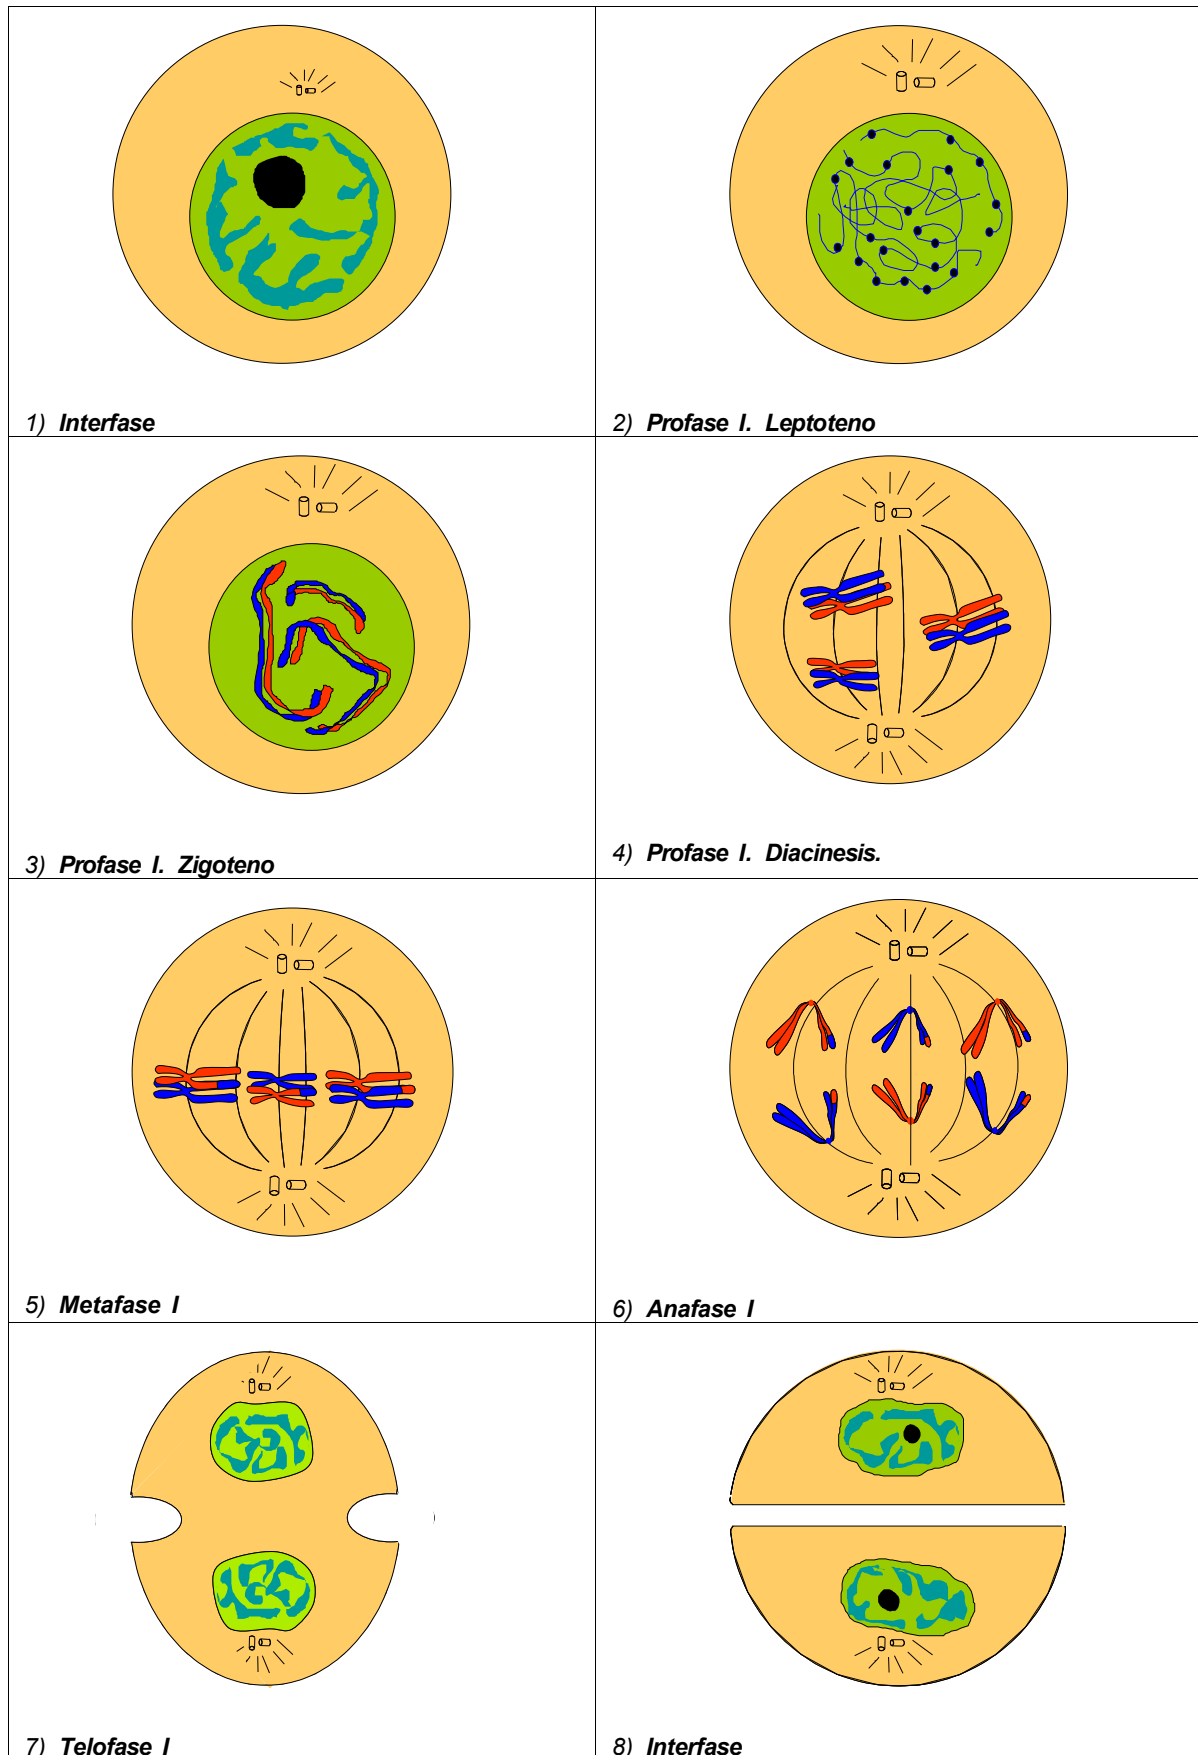 1) Interfase
2) Profase I. Leptoteno
3) Profase I. Zigoteno
4) Profase I. Diacinesis.
5) Metafase I
6) Anafase I
7) Telofase I
8) Interfase